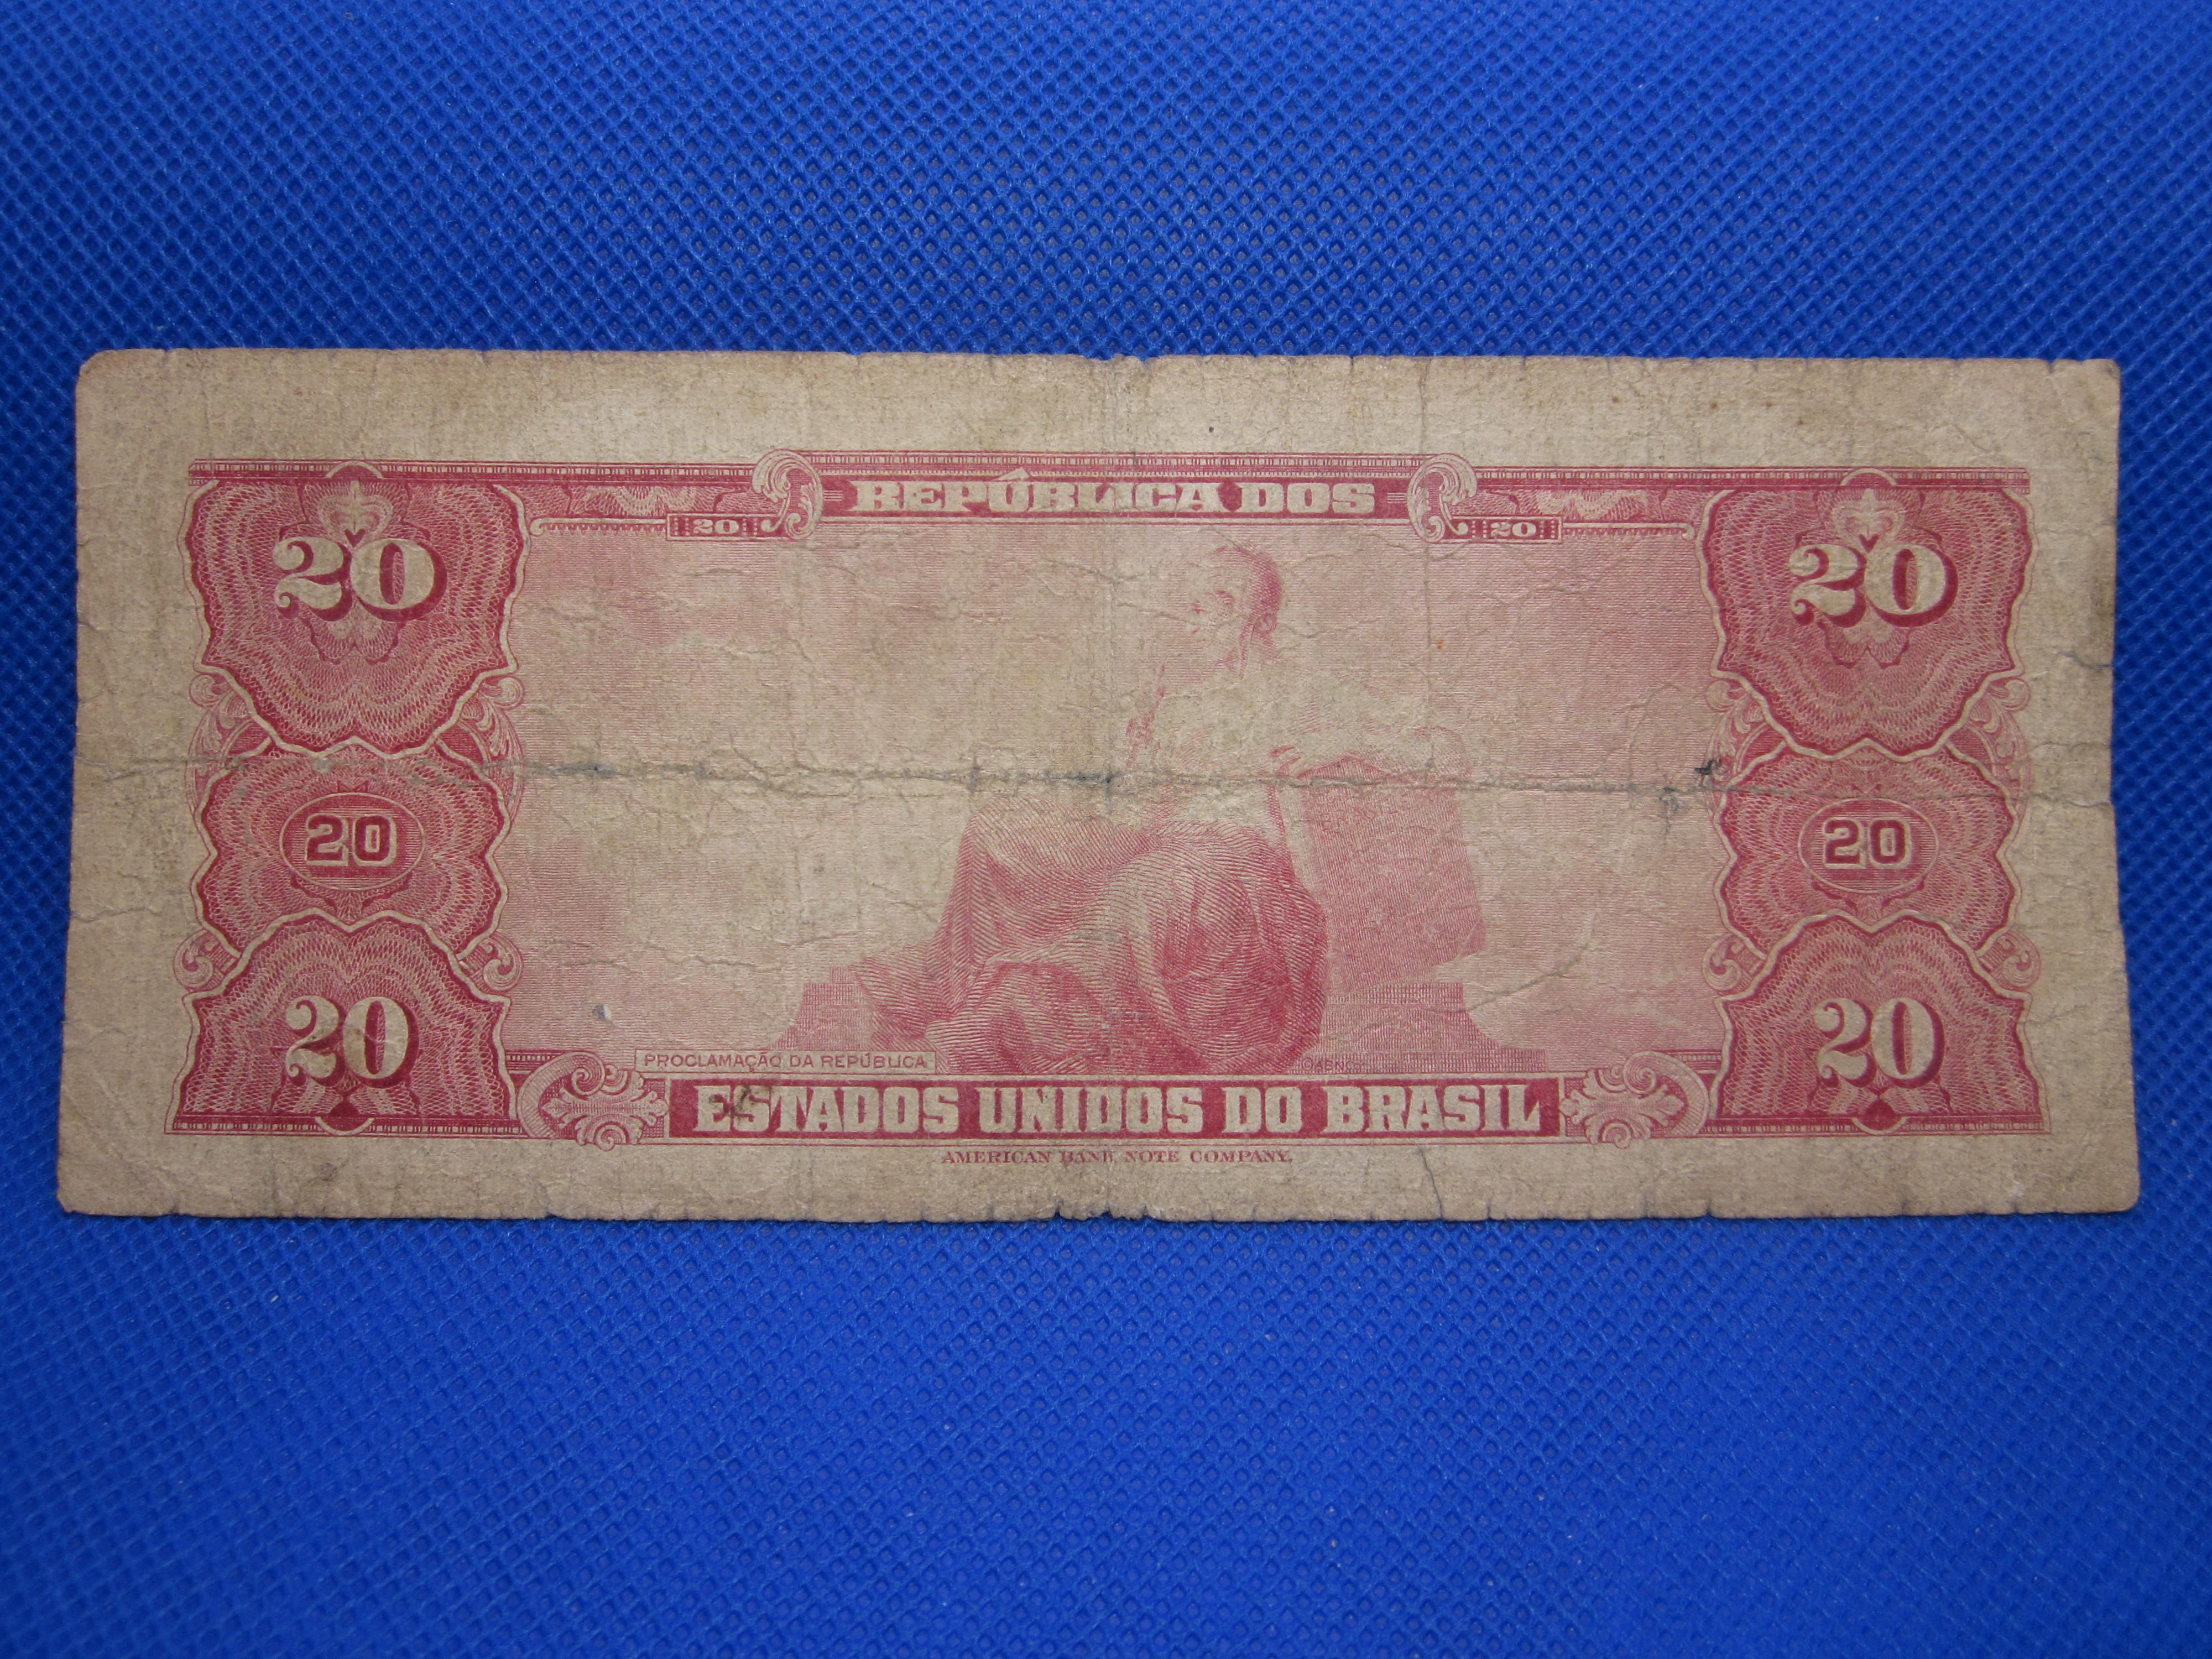 REPÚBLICA DOS
20 20 20 20
20 20
20 20
PROCLAMAÇÃO DA REPÚBLICA ©ABNCo
ESTADOS UNIDOS DO BRASIL
AMERICAN BANK NOTE COMPANY.